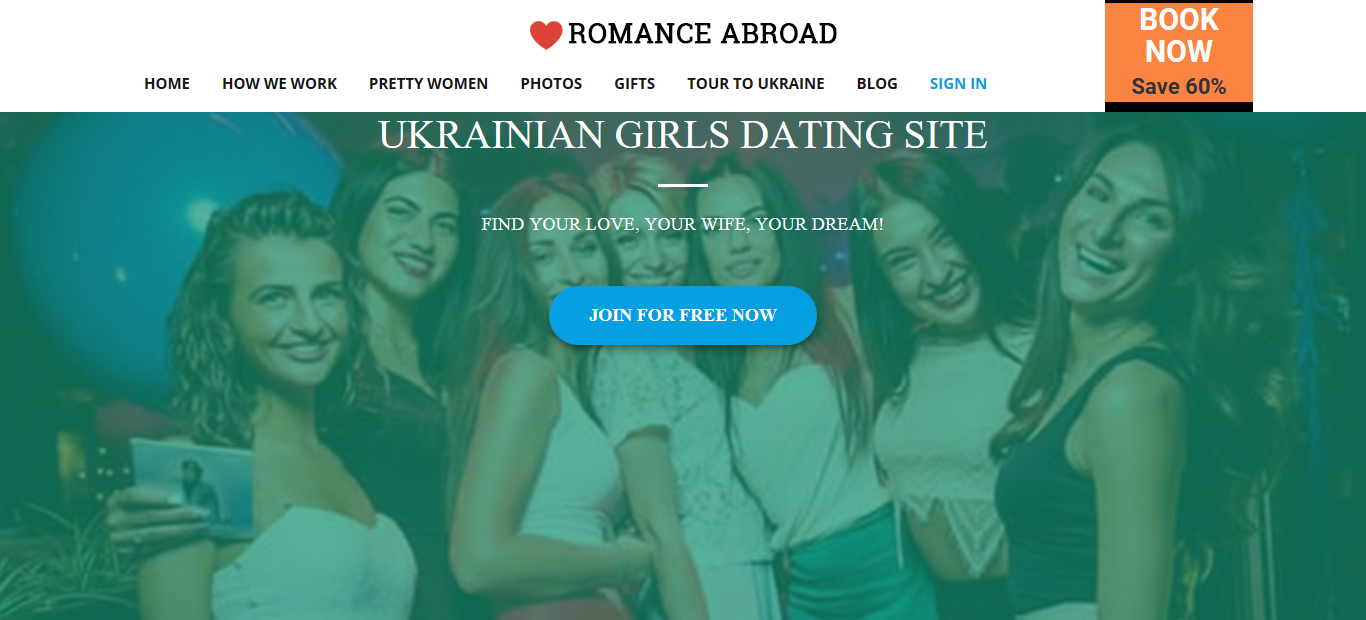 ROMANCE ABROAD
BOOK
NOW
Save 60%
HOME HOW WE WORK PRETTY WOMEN PHOTOS GIFTS TOUR TO UKRAINE BLOG SIGN IN
UKRAINIAN GIRLS DATING SITE
FIND YOUR LOVE, YOUR WIFE, YOUR DREAM!
JOIN FOR FREE NOW